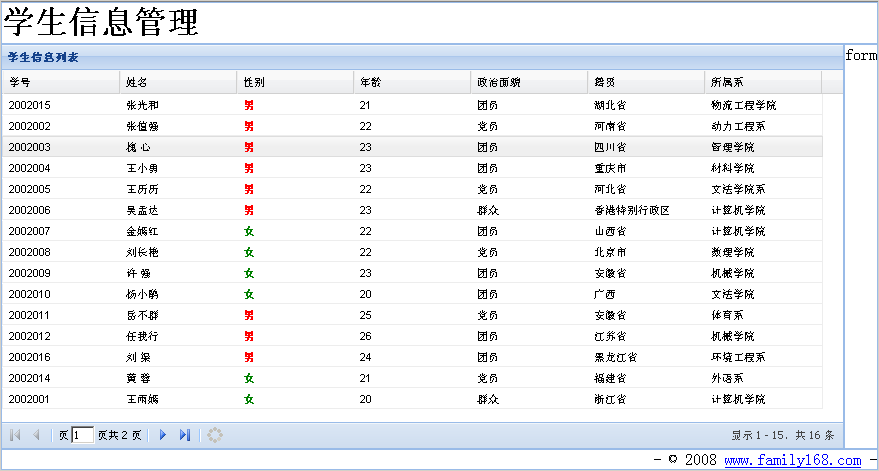 学生信息管理
学生信息列表
form
学号 姓名 性别 年龄 政治面貌 籍贯 所属系
2002015 张光和 男 21 团员 湖北省 物流工程学院
2002002 张值强 男 22 党员 河南省 动力工程系
2002003 槐 心 男 23 团员 四川省 管理学院
2002004 王小勇 男 23 团员 重庆市 材料学院
2002005 王历历 男 22 党员 河北省 文法学院系
2002006 吴孟达 男 23 群众 香港特别行政区 计算机学院
2002007 金嫣红 女 22 团员 山西省 计算机学院
2002008 刘长艳 女 22 党员 北京市 数理学院
2002009 许 强 女 23 团员 安徽省 机械学院
2002010 杨小鹃 女 20 团员 广西 文法学院
2002011 岳不群 男 25 党员 安徽省 体育系
2002012 任我行 男 26 团员 江苏省 机械学院
2002016 刘 梁 男 24 团员 黑龙江省 环境工程系
2002014 黄 蓉 女 21 党员 福建省 外语系
2002001 王雨嫣 女 20 群众 浙江省 计算机学院
页 1 页共 2 页 显示 1 - 15，共 16 条
- © 2008 www.family168.com -